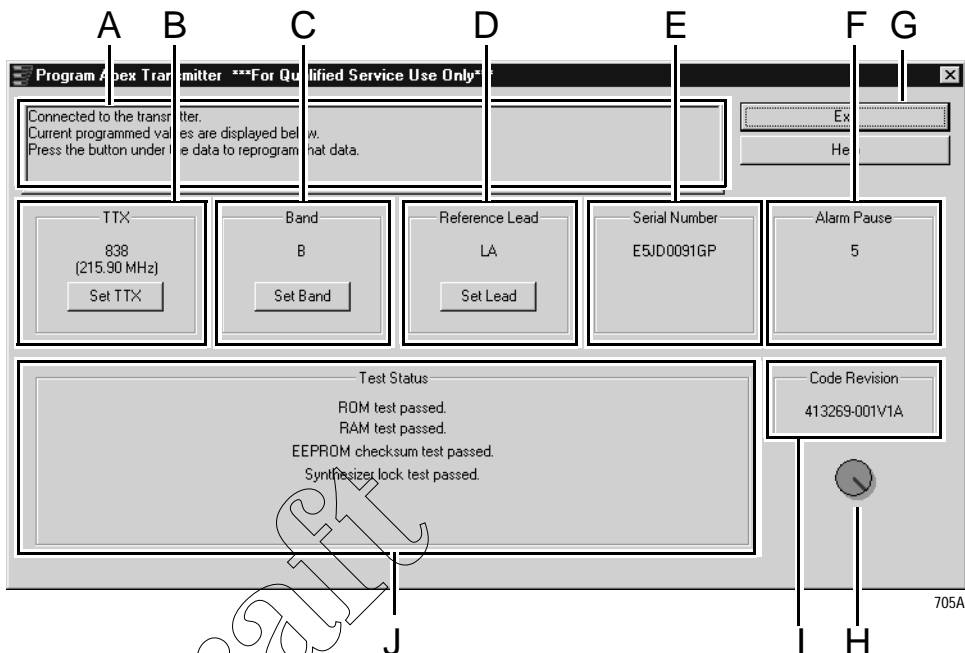 A B C D E F G
Program Apex Transmitter ***For Qualified Service Use Only***
Connected to the transmitter.
Current programmed values are displayed below.
Press the button under the data to reprogram that data.
Exit
Help
TTX
838
(215.90 MHz)
Set TTX
Band
B
Set Band
Reference Lead
LA
Set Lead
Serial Number
E5JD0091GP
Alarm Pause
5
Test Status
ROM test passed.
RAM test passed.
EEPROM checksum test passed.
Synthesizer lock test passed.
Code Revision
413269-001V1A
705A
J I H